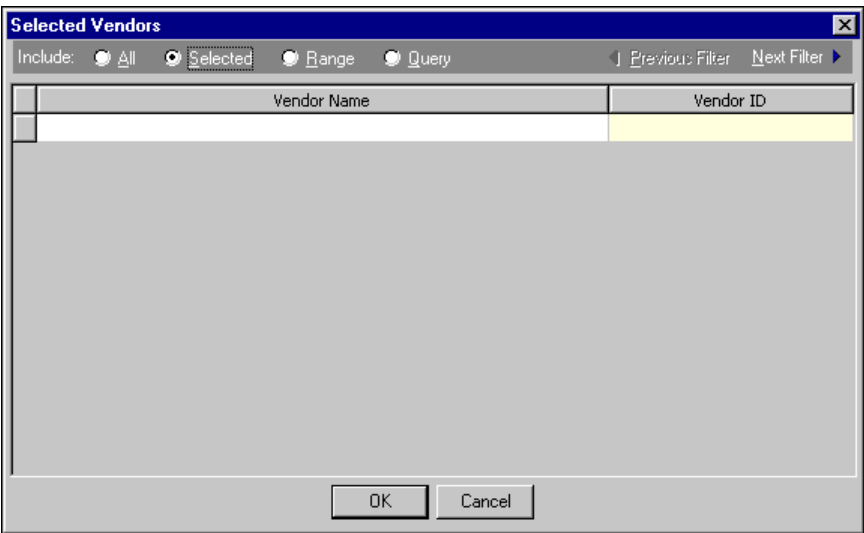 Selected Vendors
Include: All Selected Range Query Previous Filter Next Filter
Vendor Name Vendor ID
OK Cancel